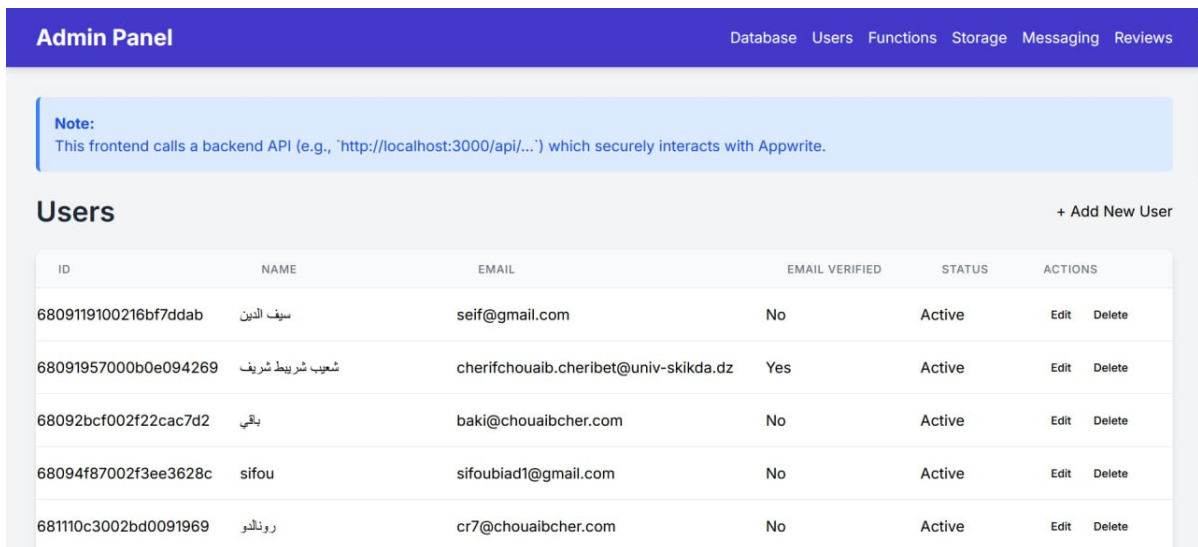 Admin Panel
Database Users Functions Storage Messaging Reviews
Note:
This frontend calls a backend API (e.g., `http://localhost:3000/api/...`) which securely interacts with Appwrite.
Users
+ Add New User
ID NAME EMAIL EMAIL VERIFIED STATUS ACTIONS
6809119100216bf7ddab سيف الدين seif@gmail.com No Active Edit Delete
68091957000b0e094269 شعيب شريبط شريف cherifchouaib.cheribet@univ-skikda.dz Yes Active Edit Delete
68092bcf002f22cac7d2 باقي baki@chouaibcher.com No Active Edit Delete
68094f87002f3ee3628c sifou sifoubiad1@gmail.com No Active Edit Delete
681110c3002bd0091969 رونالدو cr7@chouaibcher.com No Active Edit Delete